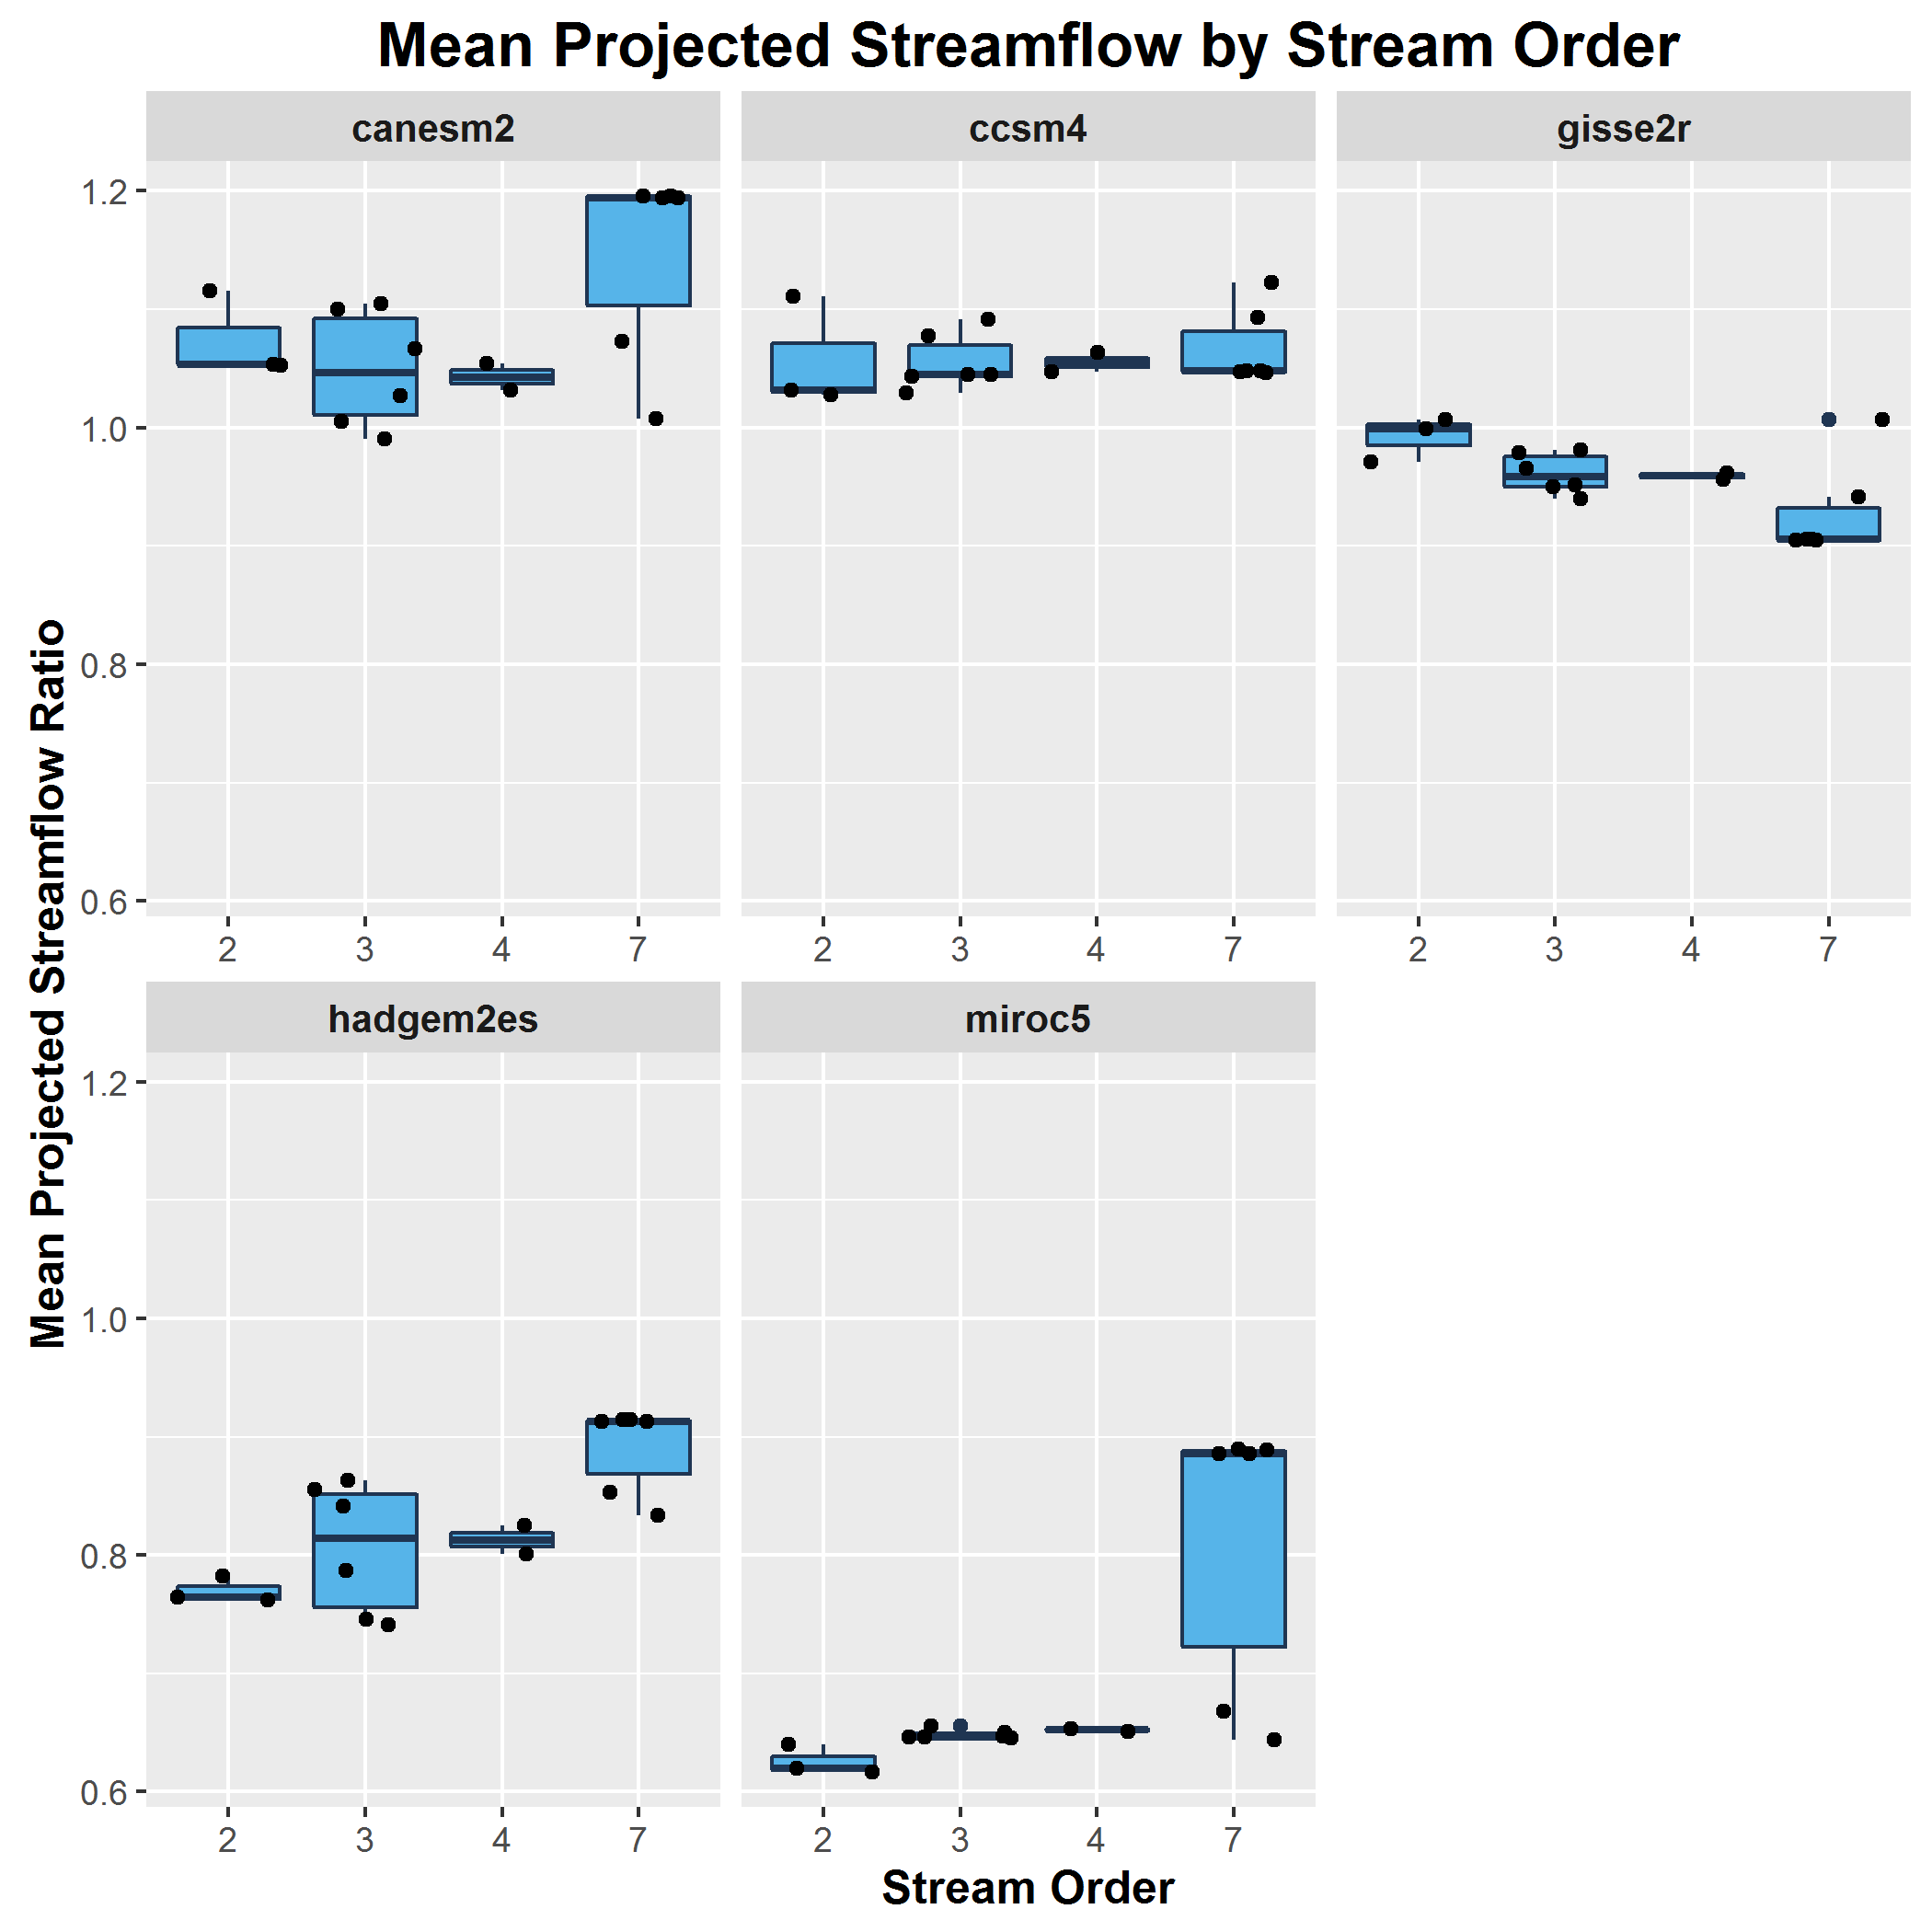 Mean Projected Streamflow by Stream Order
canesm2
ccsm4
gisse2r
1.2
1.0
0.8
0.6
2 3 4 7
2 3 4 7
2 3 4 7
Mean Projected Streamflow Ratio
hadgem2es
miroc5
1.2
1.0
0.8
0.6
2 3 4 7
2 3 4 7
Stream Order